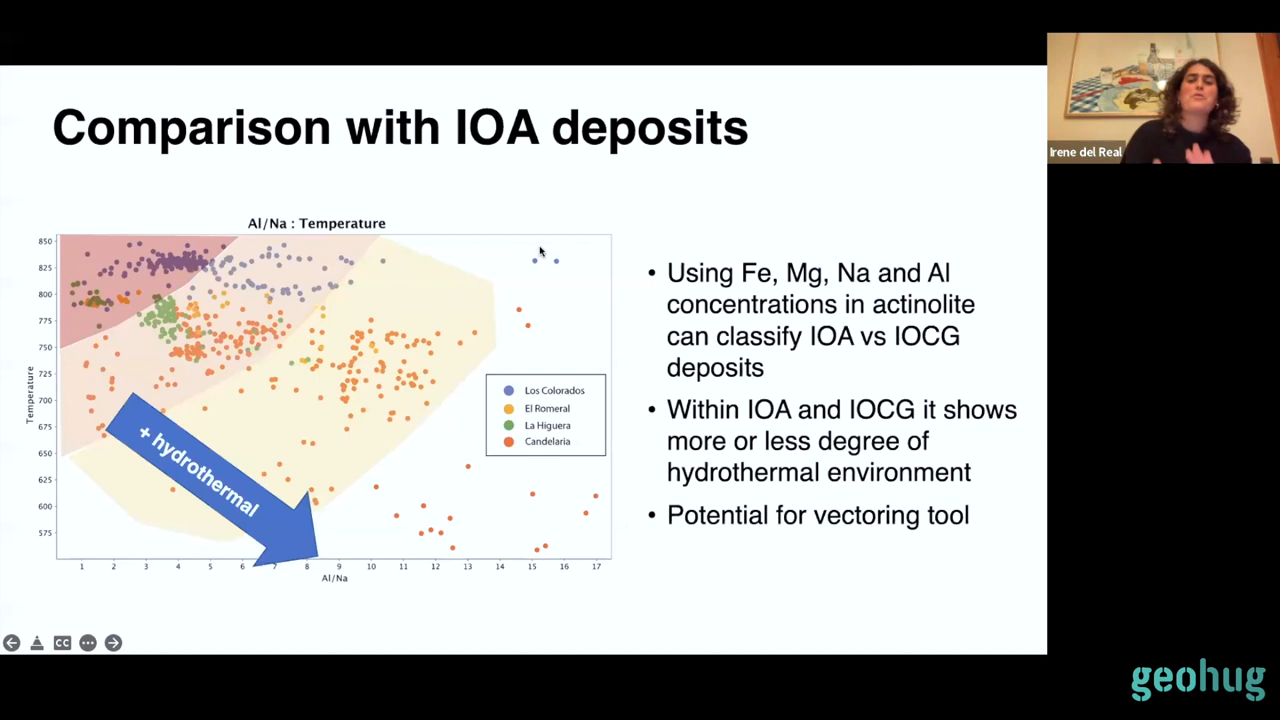 Comparison with IOA deposits
Irene del Real
Al/Na : Temperature
850
825
800
775
750
725
700
675
650
625
600
575
Temperature
1 2 3 4 5 6 7 8 9 10 11 12 13 14 15 16 17
Al/Na
Los Colorados
El Romeral
La Higuera
Candelaria
+ hydrothermal
• Using Fe, Mg, Na and Al
concentrations in actinolite
can classify IOA vs IOCG
deposits
• Within IOA and IOCG it shows
more or less degree of
hydrothermal environment
• Potential for vectoring tool
CC
geohug